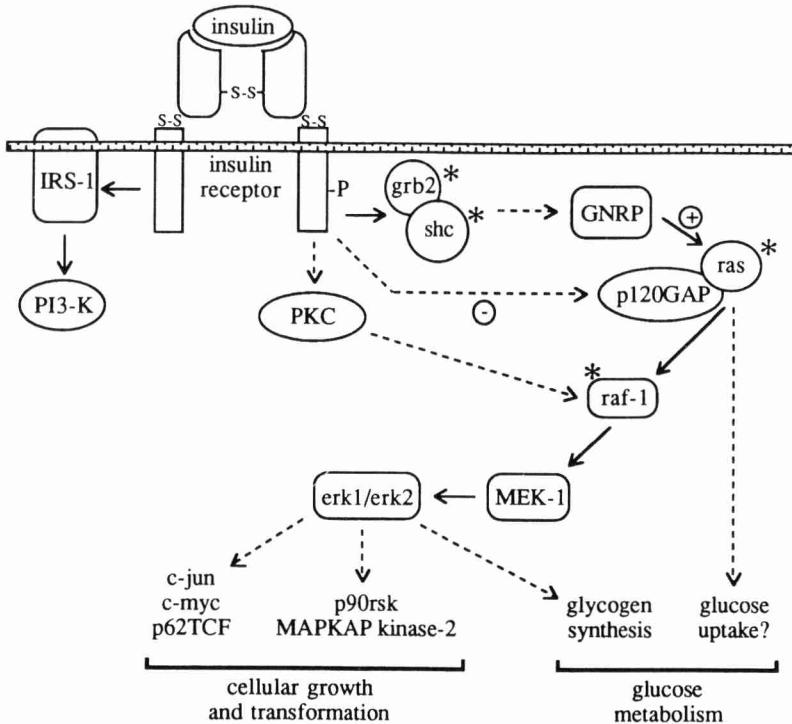 insulin
S-S
S-S
S-S
insulin
receptor
IRS-1
-P
grb2 *
shc *
GNRP
+
ras *
p120GAP
PI3-K
PKC
-
*
raf-1
erk1/erk2
MEK-1
c-jun
c-myc
p62TCF
p90rsk
MAPKAP kinase-2
glycogen
synthesis
glucose
uptake?
cellular growth
and transformation
glucose
metabolism